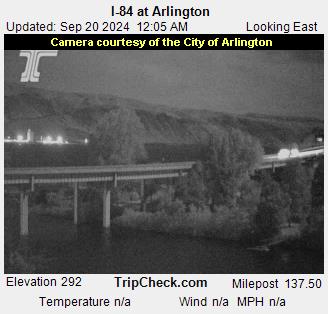 I-84 at Arlington
Updated: Sep 20 2024 12:05 AM Looking East
Camera courtesy of the City of Arlington
Elevation 292 TripCheck.com Milepost 137.50
Temperature n/a Wind n/a MPH n/a